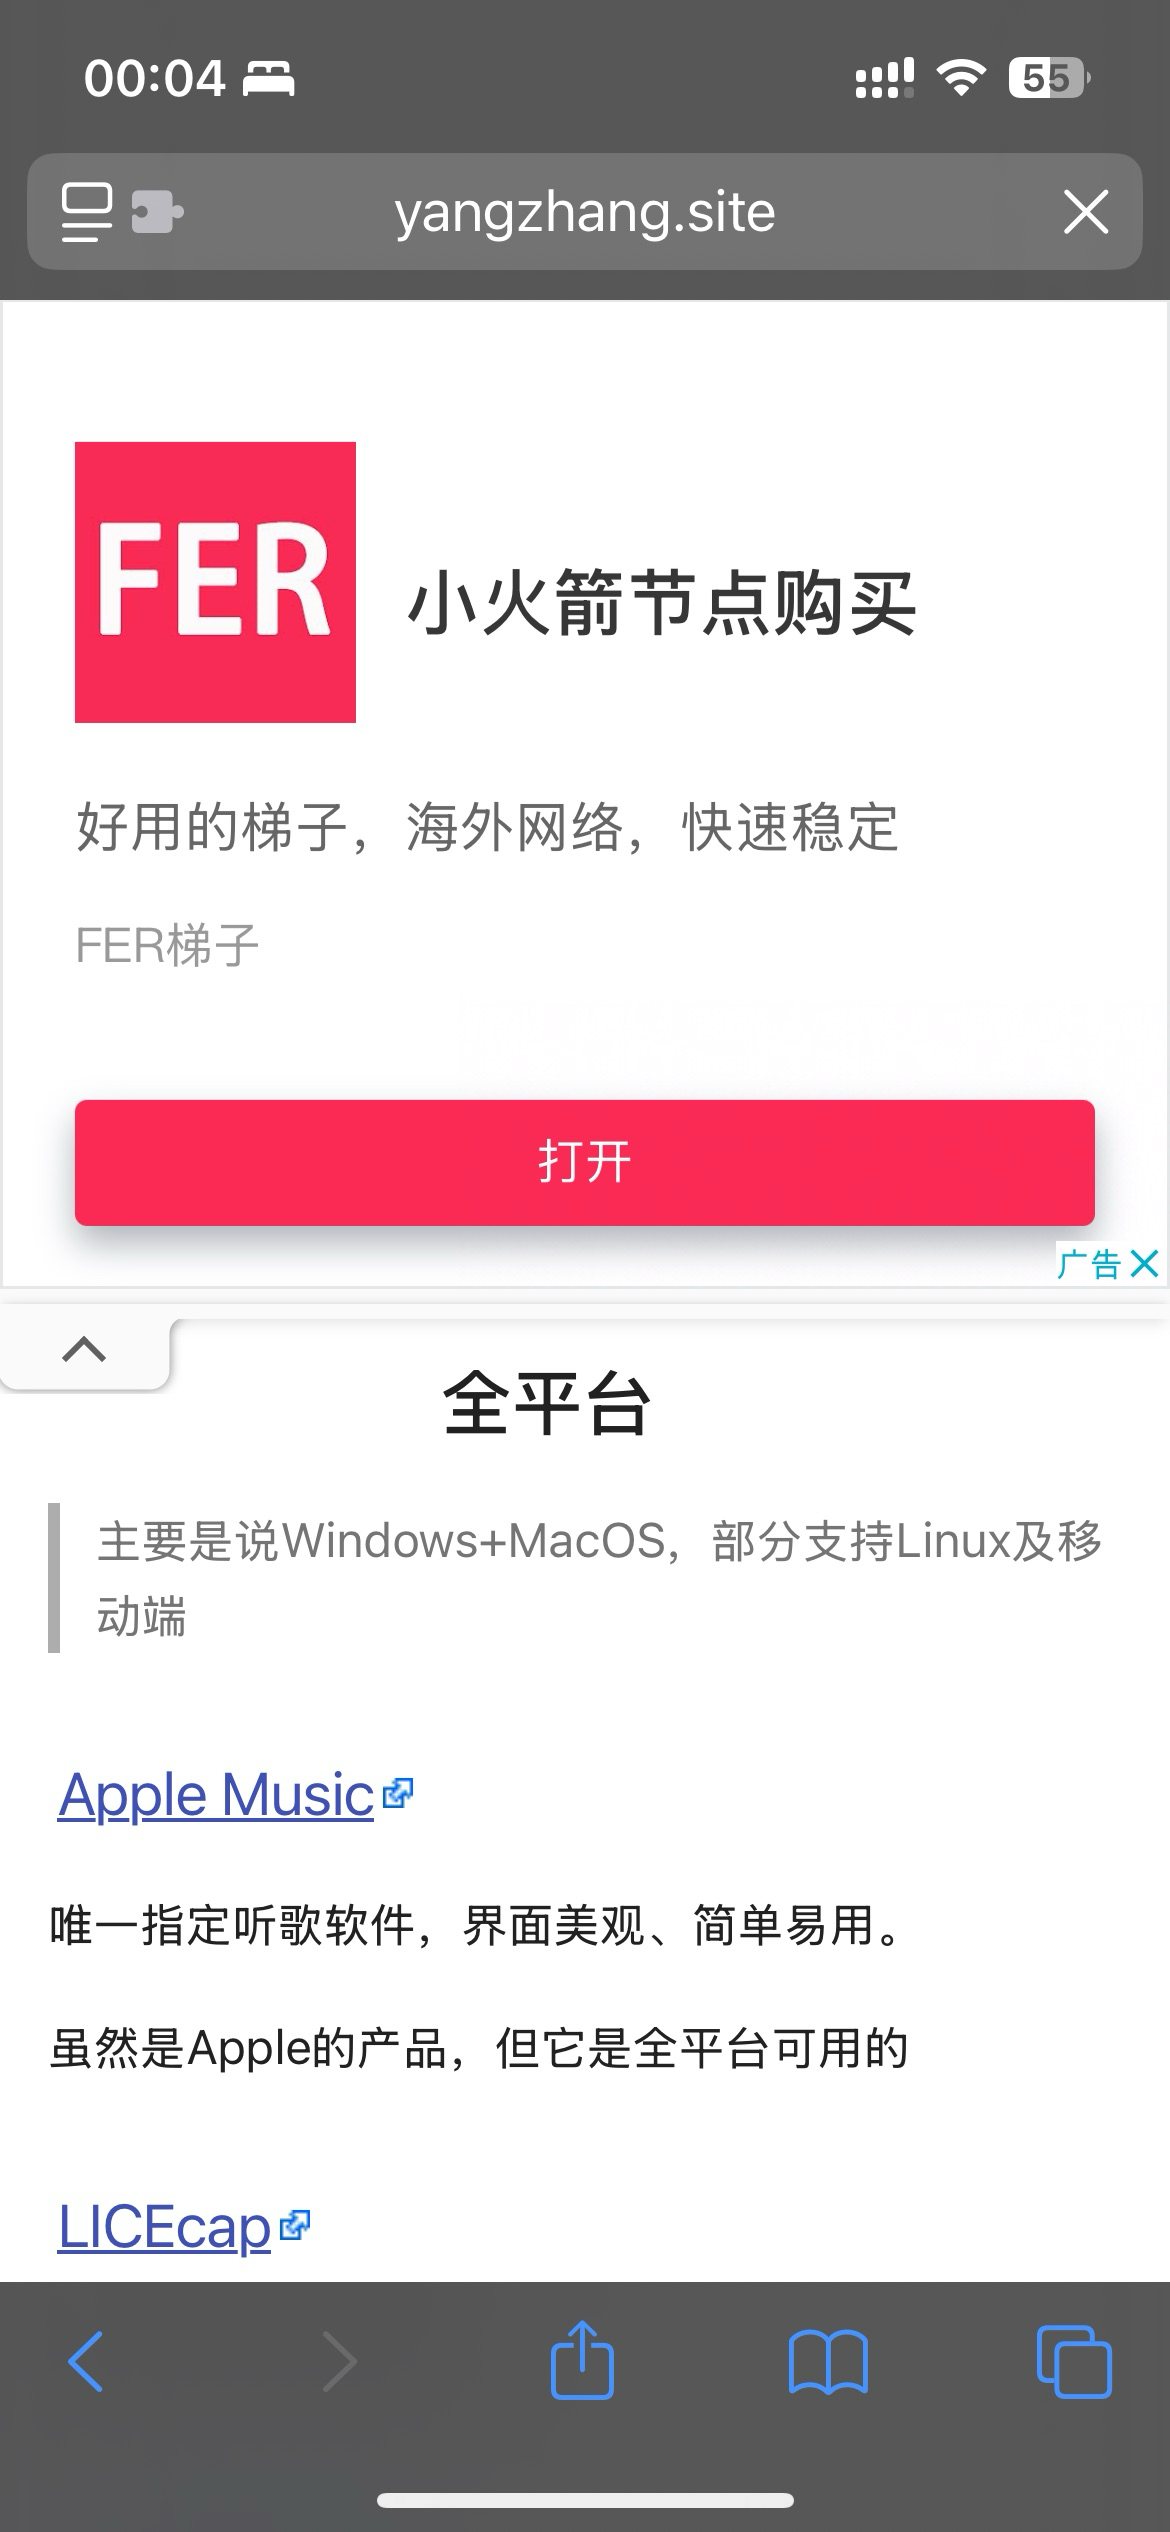 00:04
55
yangzhang.site
FER
小火箭节点购买
好用的梯子，海外网络，快速稳定
FER梯子
打开
广告
全平台
主要是说Windows+MacOS，部分支持Linux及移
动端
Apple Music
唯一指定听歌软件，界面美观、简单易用。
虽然是Apple的产品，但它是全平台可用的
LICEcap